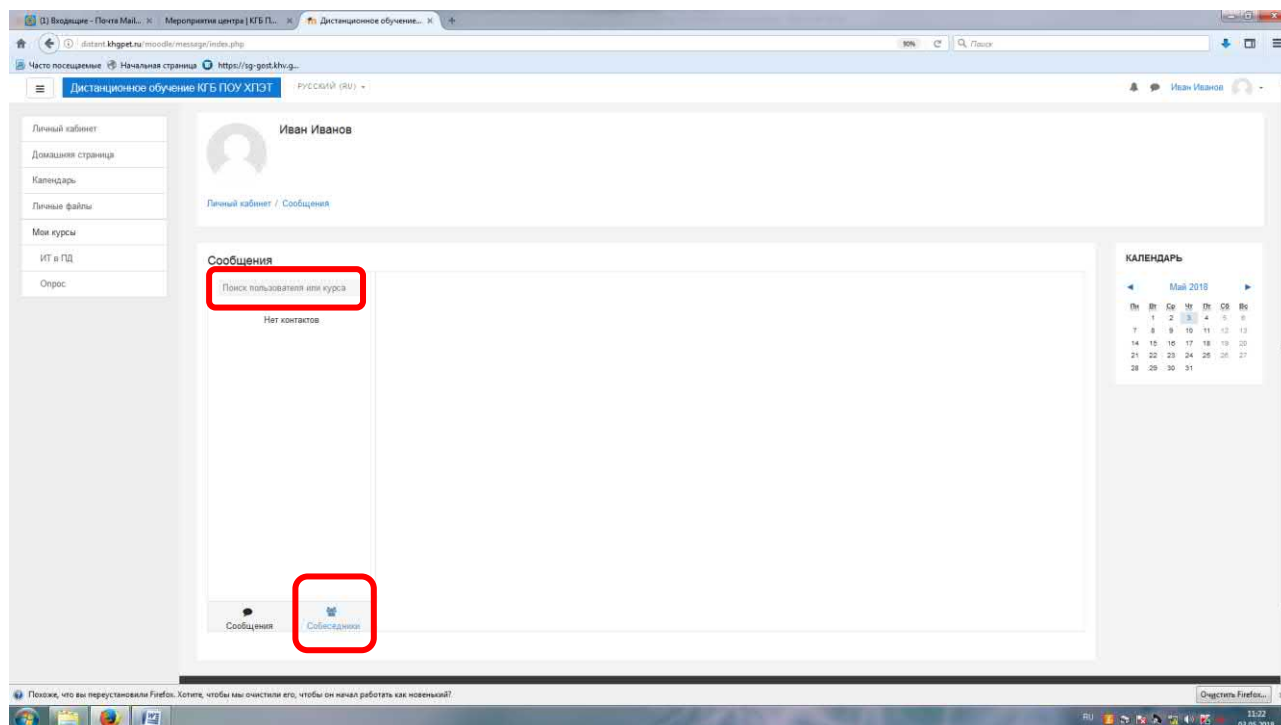 (1) Входящие - Почта Mail... × Мероприятия центра | КГБ П... × Дистанционное обучение... × +
distant.khgpet.ru/moodle/message/index.php 90% Поиск
Часто посещаемые Начальная страница https://sg-gost.khv.g...
Дистанционное обучение КГБ ПОУ ХПЭТ РУССКИЙ (RU) Иван Иванов
Личный кабинет
Домашняя страница
Календарь
Личные файлы
Мои курсы
ИТ в ПД
Опрос
Иван Иванов
Личный кабинет / Сообщения
Сообщения
Поиск пользователя или курса
Нет контактов
Сообщения Собеседники
КАЛЕНДАРЬ
◄ Май 2018 ►
Пн Вт Ср Чт Пт Сб Вс
1 2 3 4 5 6
7 8 9 10 11 12 13
14 15 16 17 18 19 20
21 22 23 24 25 26 27
28 29 30 31
Похоже, что вы переустановили Firefox. Хотите, чтобы мы очистили его, чтобы он начал работать как новенький? Очистить Firefox...
RU 11:22
03.05.2018